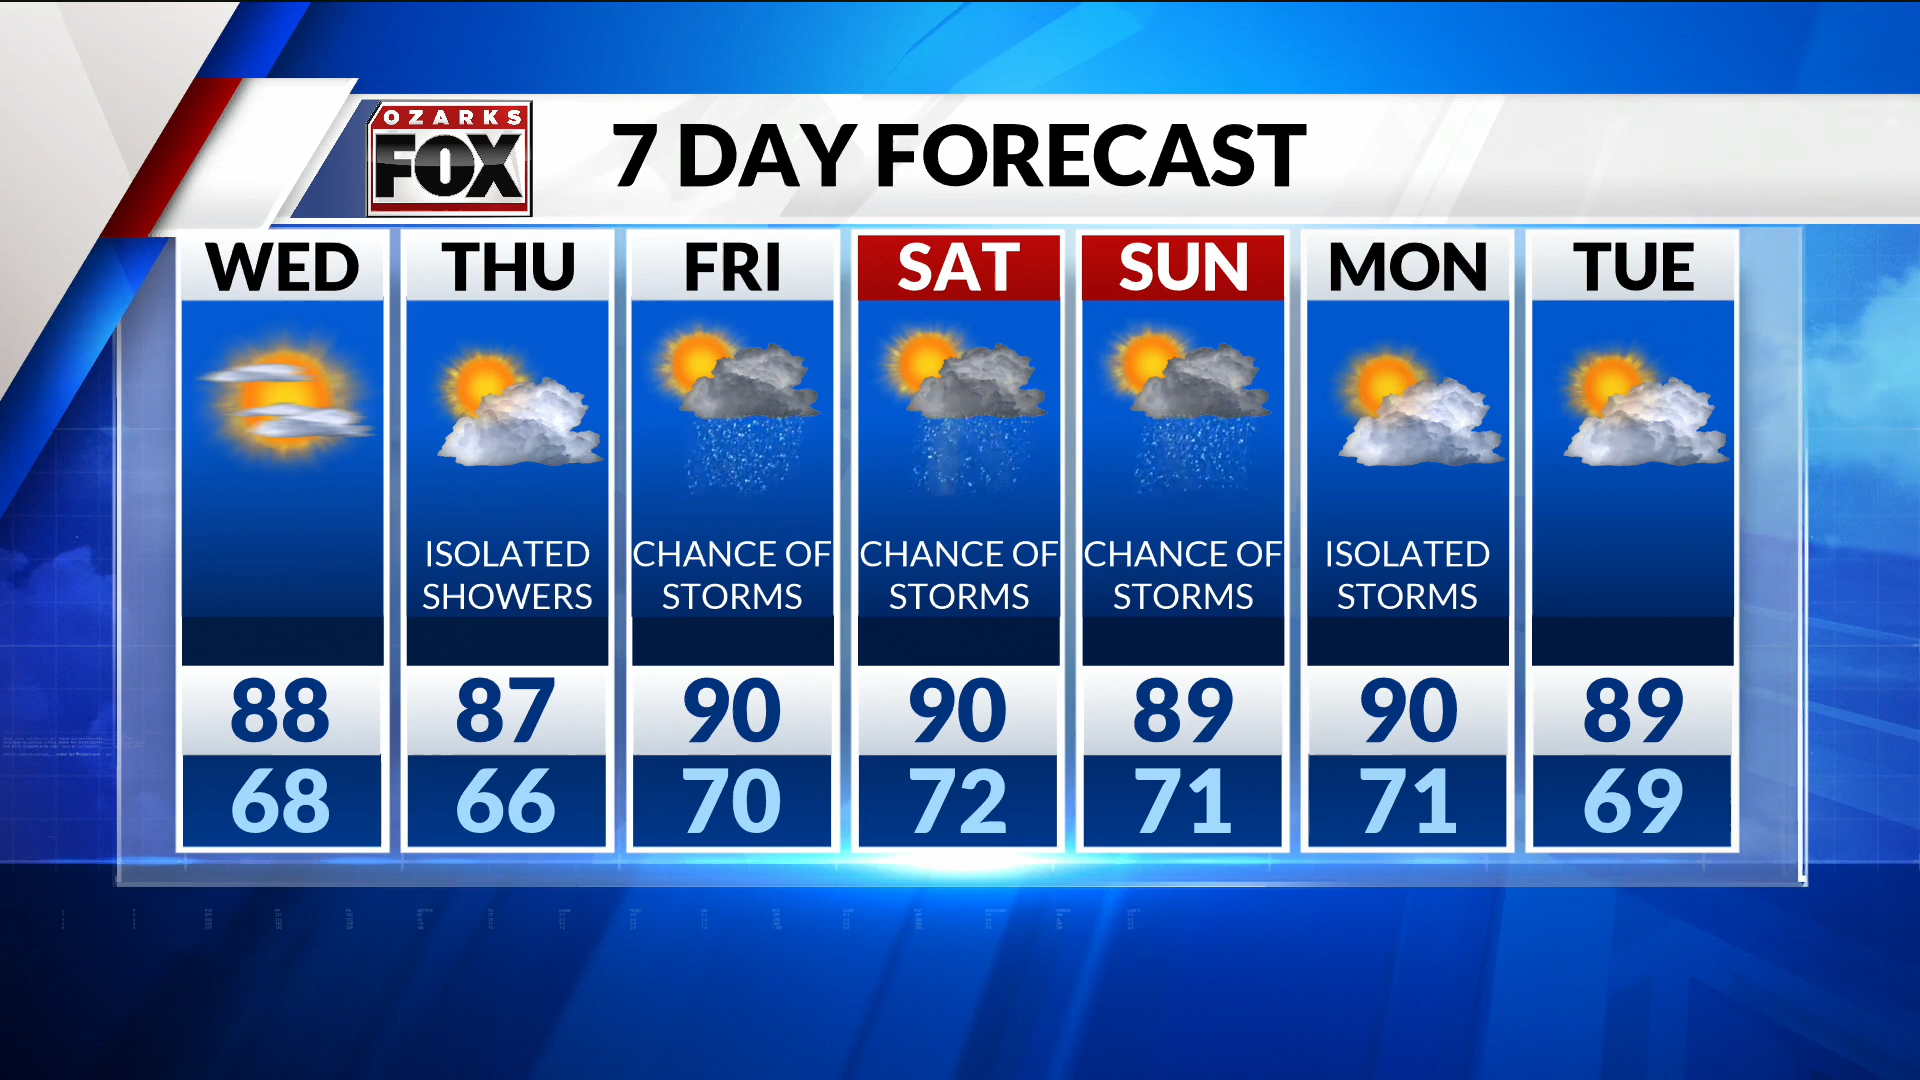 OZARKS
FOX
7 DAY FORECAST
WED
THU
FRI
SAT
SUN
MON
TUE
ISOLATED
SHOWERS
CHANCE OF
STORMS
CHANCE OF
STORMS
CHANCE OF
STORMS
ISOLATED
STORMS
88
87
90
90
89
90
89
68
66
70
72
71
71
69